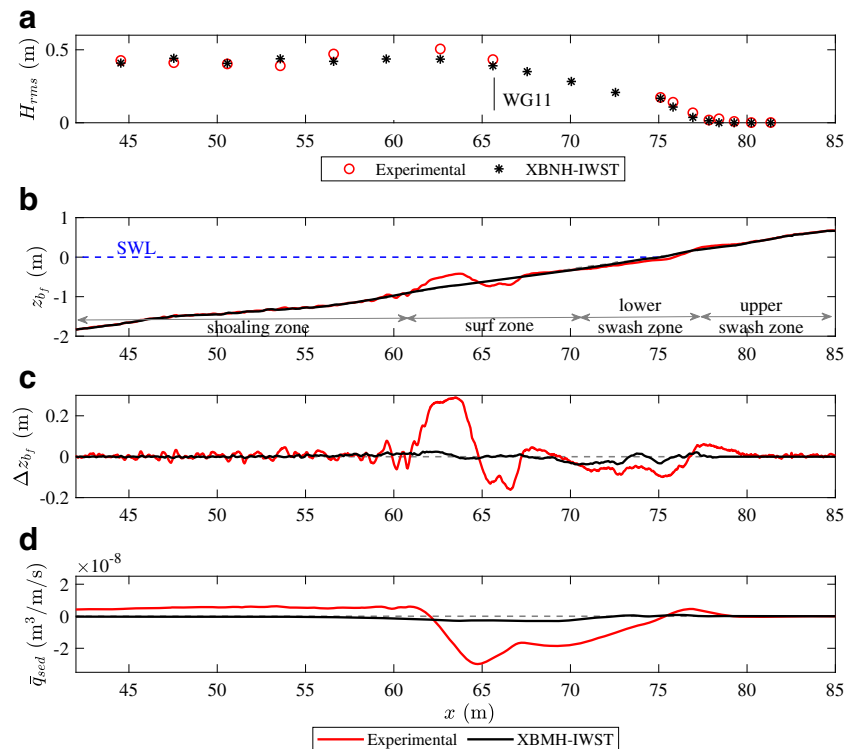 a
H_rms (m)
0.5
0
45 50 55 60 65 70 75 80 85
WG11
Experimental XBNH-IWST
b
z_b_f (m)
1
0
-1
-2
SWL
shoaling zone surf zone lower swash zone upper swash zone
45 50 55 60 65 70 75 80 85
c
Δz_b_f (m)
0.2
0
-0.2
45 50 55 60 65 70 75 80 85
d
×10^-8
q̄_sed (m³/m/s)
2
0
-2
45 50 55 60 65 70 75 80 85
x (m)
Experimental XBMH-IWST